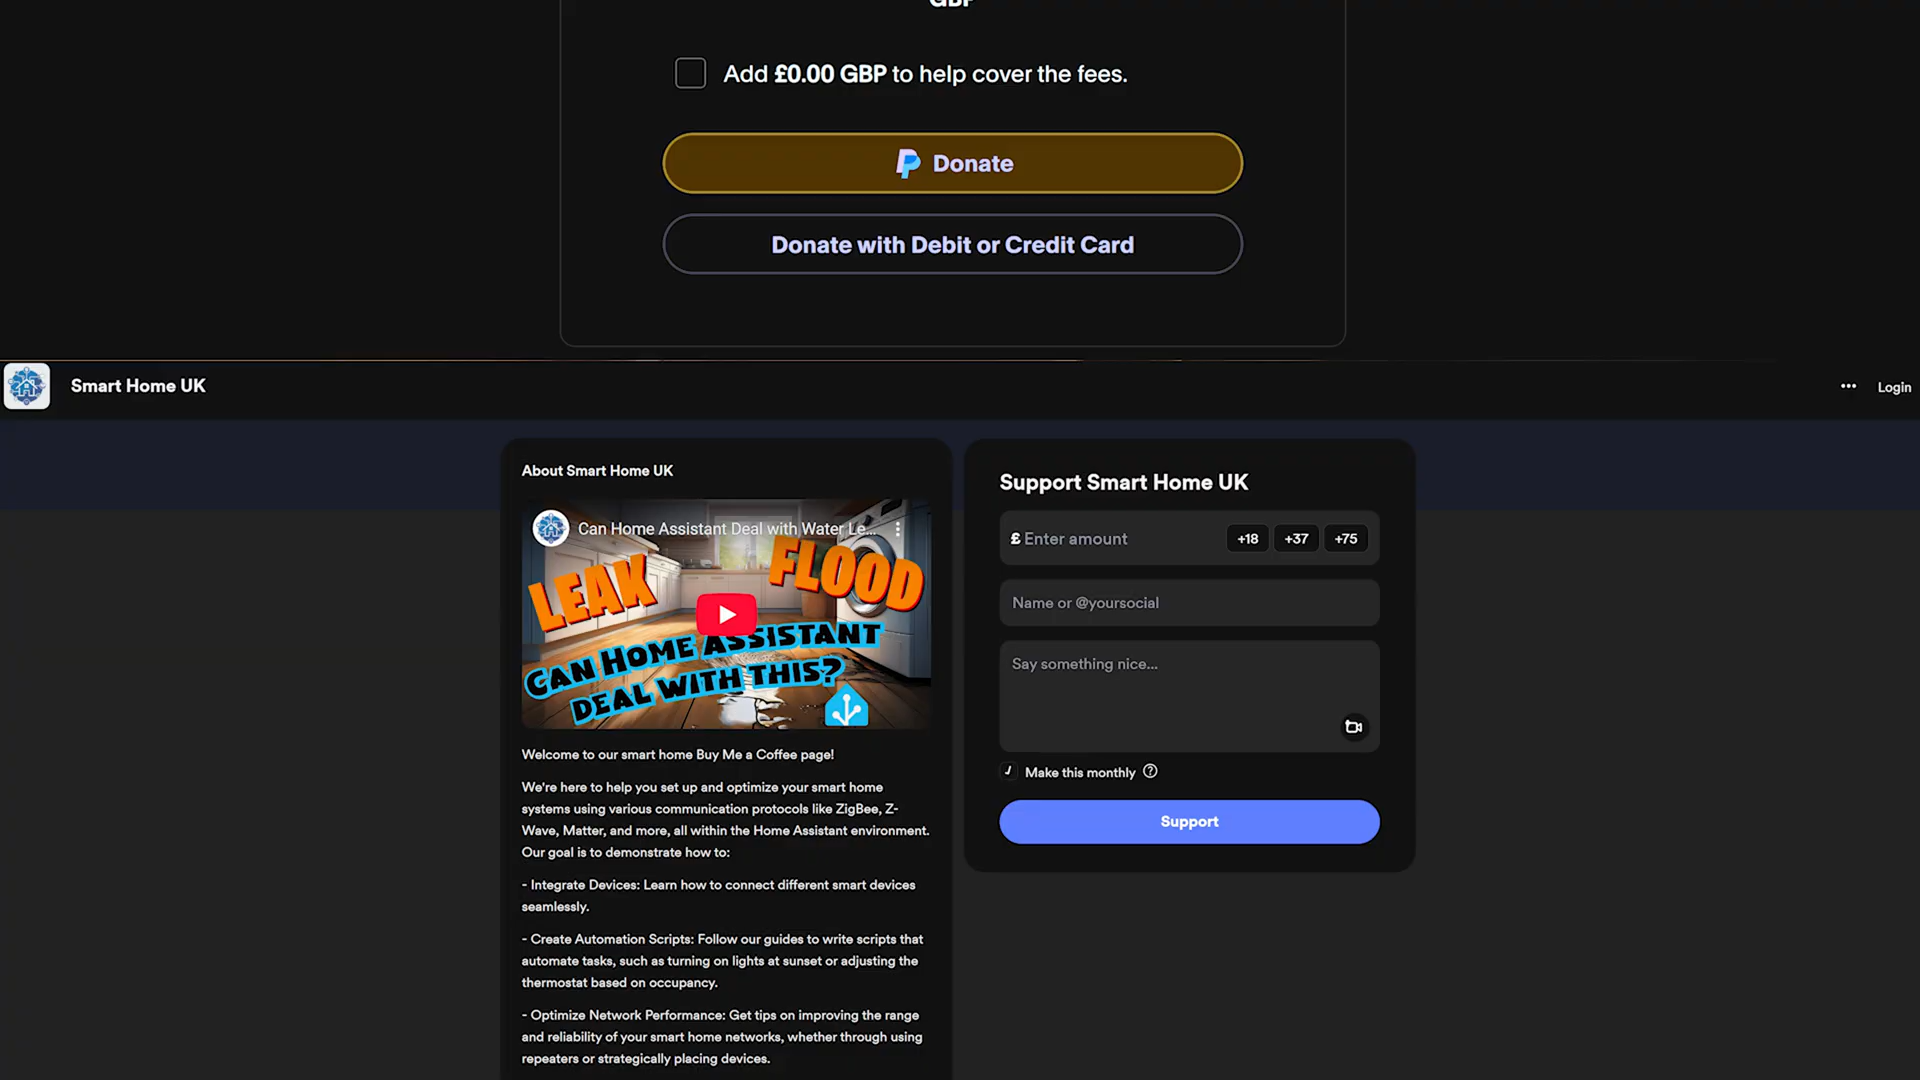 GBP
Add £0.00 GBP to help cover the fees.
Donate
Donate with Debit or Credit Card
Smart Home UK
Login
About Smart Home UK
Can Home Assistant Deal with Water Le...
LEAK
FLOOD
CAN HOME ASSISTANT
DEAL WITH THIS?
Welcome to our smart home Buy Me a Coffee page!
We're here to help you set up and optimize your smart home
systems using various communication protocols like ZigBee, Z-
Wave, Matter, and more, all within the Home Assistant environment.
Our goal is to demonstrate how to:
- Integrate Devices: Learn how to connect different smart devices
seamlessly.
- Create Automation Scripts: Follow our guides to write scripts that
automate tasks, such as turning on lights at sunset or adjusting the
thermostat based on occupancy.
- Optimize Network Performance: Get tips on improving the range
and reliability of your smart home networks, whether through using
repeaters or strategically placing devices.
Support Smart Home UK
£ Enter amount +18 +37 +75
Name or @yoursocial
Say something nice...
Make this monthly
Support